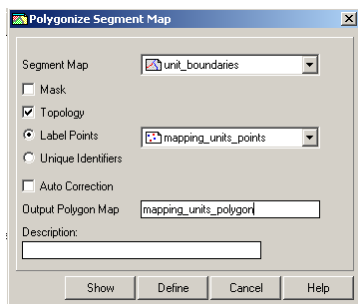 Polygonize Segment Map
Segment Map unit_boundaries
Mask
Topology
Label Points mapping_units_points
Unique Identifiers
Auto Correction
Output Polygon Map mapping_units_polygon
Description:
Show Define Cancel Help